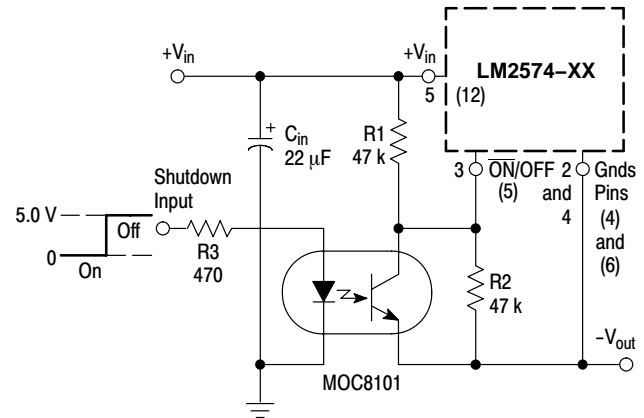 +Vin
+Vin
LM2574–XX
5
(12)
Cin
22 µF
+
R1
47 k
3
ON/OFF
(5)
2
and
4
Gnds
Pins
(4)
and
(6)
Shutdown
Input
5.0 V
Off
0
On
R3
470
R2
47 k
–Vout
MOC8101